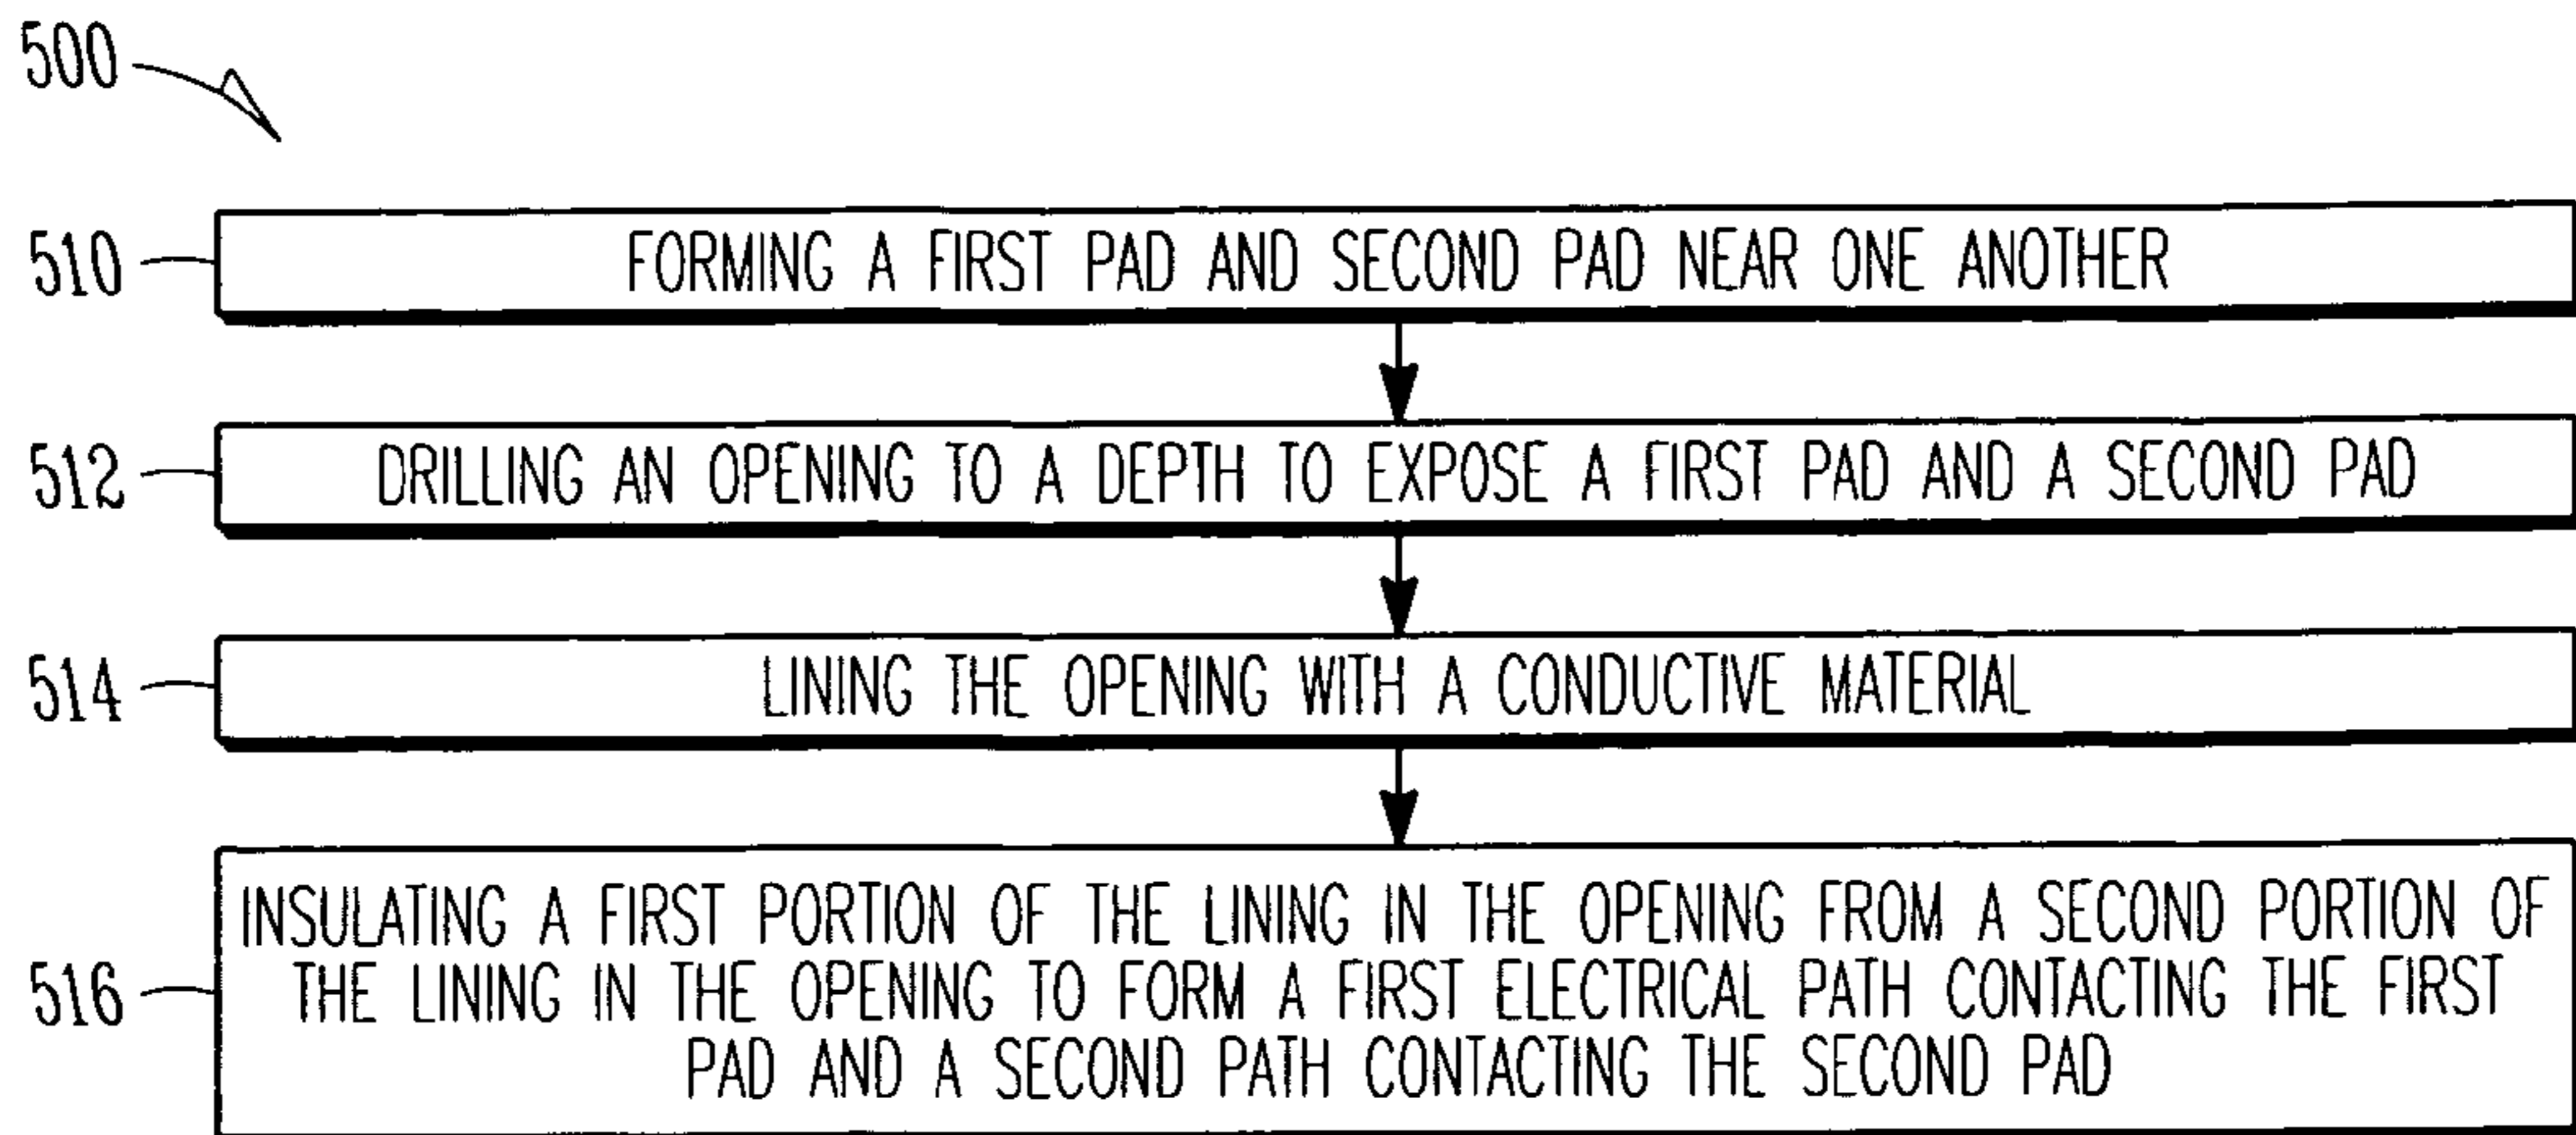 500
510
FORMING A FIRST PAD AND SECOND PAD NEAR ONE ANOTHER
512
DRILLING AN OPENING TO A DEPTH TO EXPOSE A FIRST PAD AND A SECOND PAD
514
LINING THE OPENING WITH A CONDUCTIVE MATERIAL
516
INSULATING A FIRST PORTION OF THE LINING IN THE OPENING FROM A SECOND PORTION OF
THE LINING IN THE OPENING TO FORM A FIRST ELECTRICAL PATH CONTACTING THE FIRST
PAD AND A SECOND PATH CONTACTING THE SECOND PAD